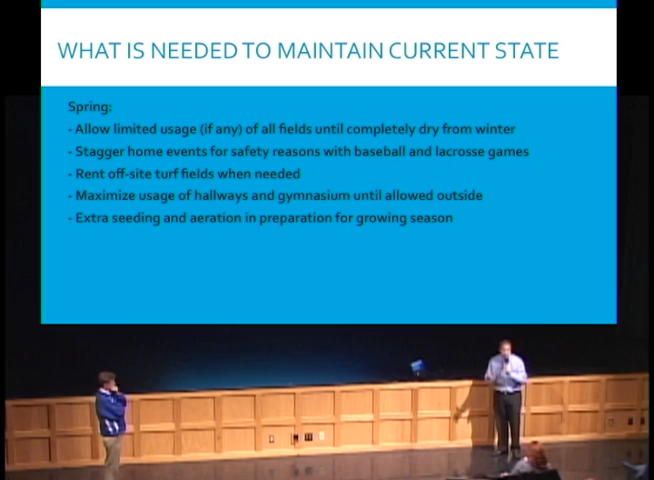 WHAT IS NEEDED TO MAINTAIN CURRENT STATE
Spring:
- Allow limited usage (if any) of all fields until completely dry from winter
- Stagger home events for safety reasons with baseball and lacrosse games
- Rent off-site turf fields when needed
- Maximize usage of hallways and gymnasium until allowed outside
- Extra seeding and aeration in preparation for growing season